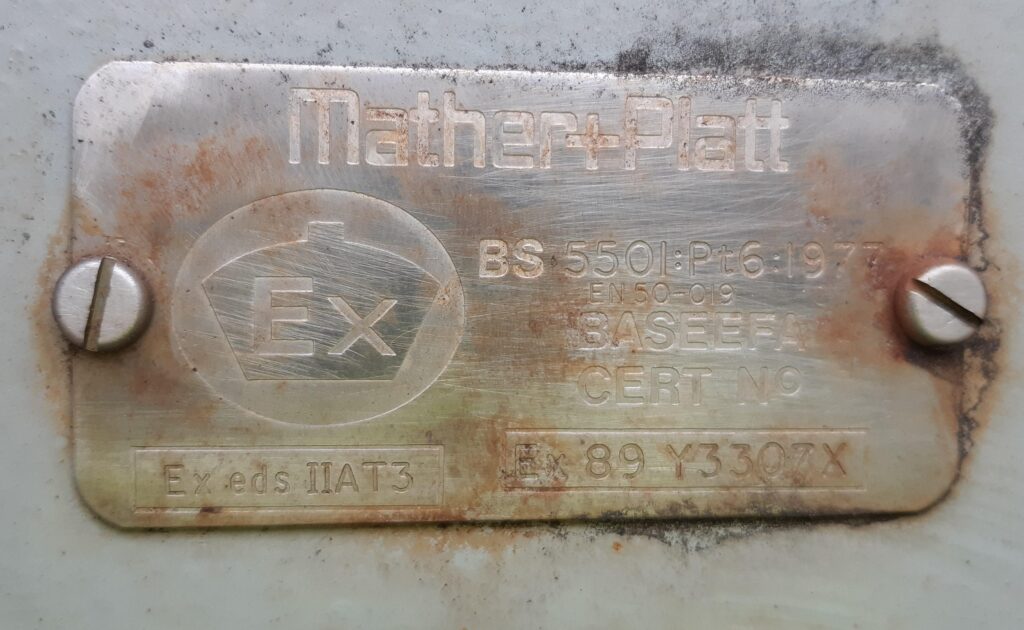 Mather+Platt
Ex
BS 5501:Pt6:1977
EN 50-019
BASEEFA
CERT Nº
Ex eds IIAT3
Ex 89 Y3307X